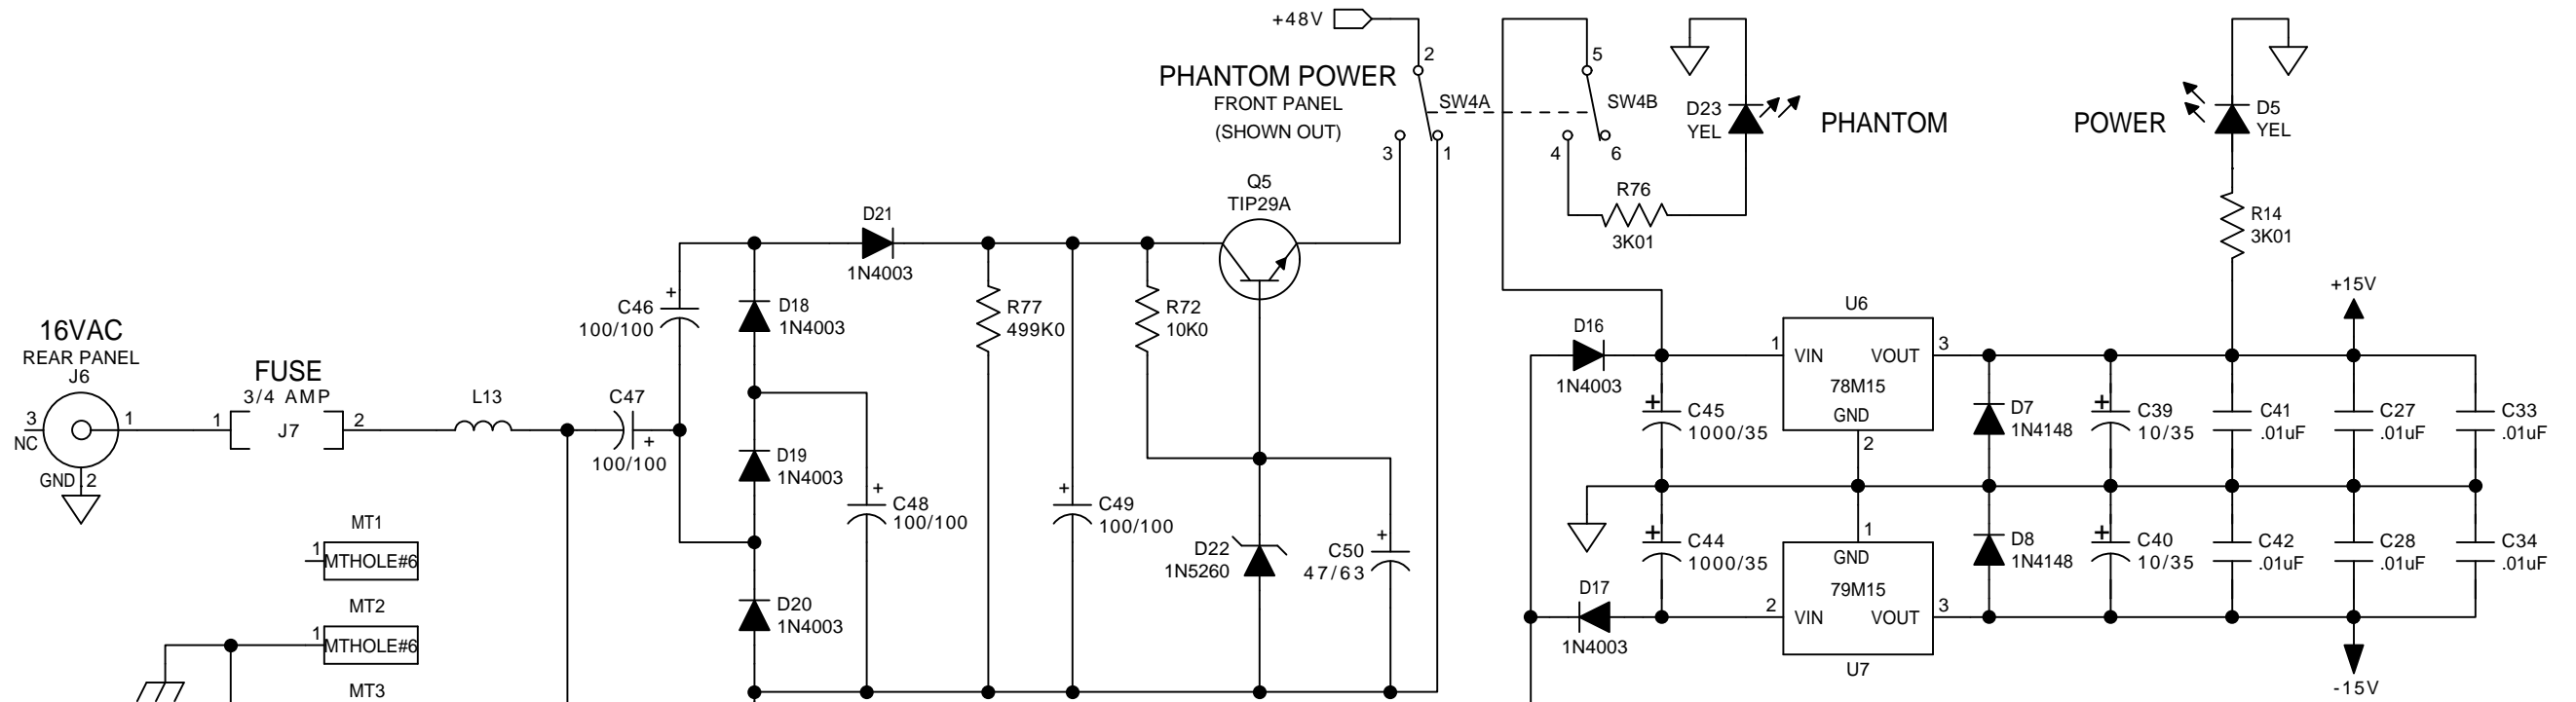 +48V
2
PHANTOM POWER
FRONT PANEL
(SHOWN OUT)
SW4A
3
1
5
SW4B
4
6
R76
3K01
D23
YEL
PHANTOM
POWER
D5
YEL
R14
3K01
+15V
Q5
TIP29A
D21
1N4003
C46
+
100/100
D18
1N4003
R77
499K0
R72
10K0
16VAC
REAR PANEL
J6
3
NC
1
GND
2
FUSE
3/4 AMP
1
J7
2
L13
C47
+
100/100
D19
1N4003
+
C48
100/100
+
C49
100/100
D22
1N5260
+
C50
47/63
D20
1N4003
MT1
1
MTHOLE#6
MT2
1
MTHOLE#6
MT3
D16
1N4003
U6
1
VIN
VOUT
3
78M15
GND
2
+
C45
1000/35
D7
1N4148
+
C39
10/35
C41
.01uF
C27
.01uF
C33
.01uF
+
C44
1000/35
1
GND
79M15
2
VIN
VOUT
3
U7
D17
1N4003
D8
1N4148
+
C40
10/35
C42
.01uF
C28
.01uF
C34
.01uF
-15V